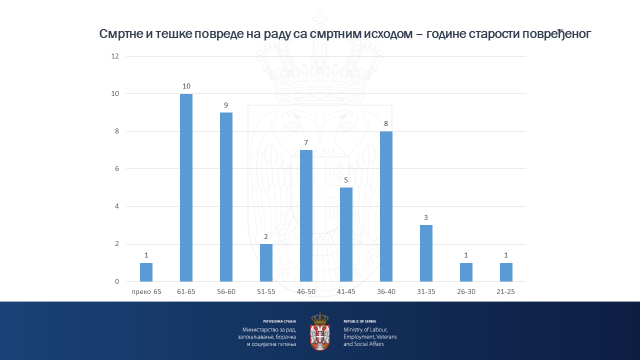 Смртне и тешке повреде на раду са смртним исходом – године старости повређеног
12
10
8
6
4
2
0
1
10
9
2
7
5
8
3
1
1
преко 65 61-65 56-60 51-55 46-50 41-45 36-40 31-35 26-30 21-25
РЕПУБЛИКА СРБИЈА
Министарство за рад,
запошљавање, борачка
и социјална питања
REPUBLIC OF SERBIA
Ministry of Labour,
Employment, Veterans
and Social Affairs